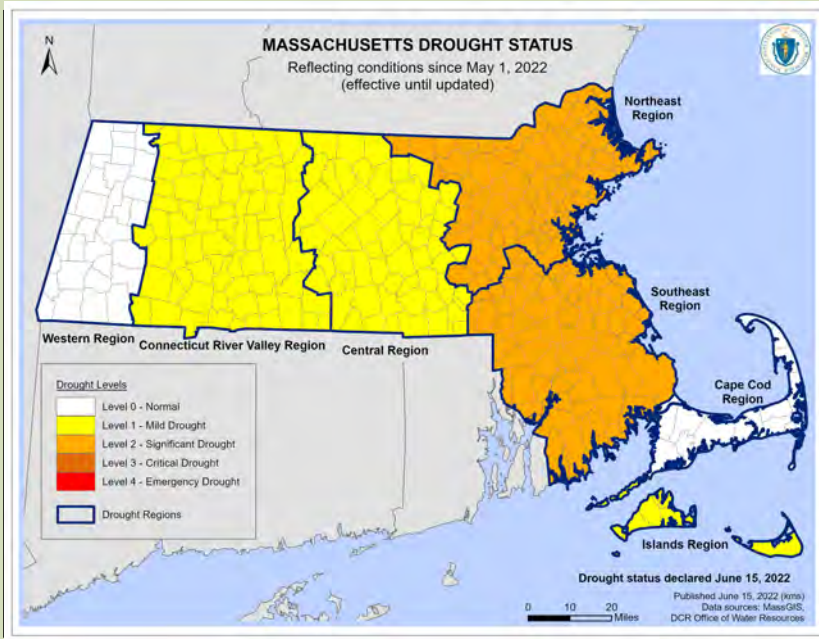 MASSACHUSETTS DROUGHT STATUS
Reflecting conditions since May 1, 2022
(effective until updated)
N
Northeast
Region
Southeast
Region
Cape Cod
Region
Western Region
Connecticut River Valley Region
Central Region
Islands Region
Drought Levels
Level 0 - Normal
Level 1 - Mild Drought
Level 2 - Significant Drought
Level 3 - Critical Drought
Level 4 - Emergency Drought
Drought Regions
Drought status declared June 15, 2022
Published June 15, 2022 (kms)
Data sources: MassGIS,
DCR Office of Water Resources
0 10 20
Miles